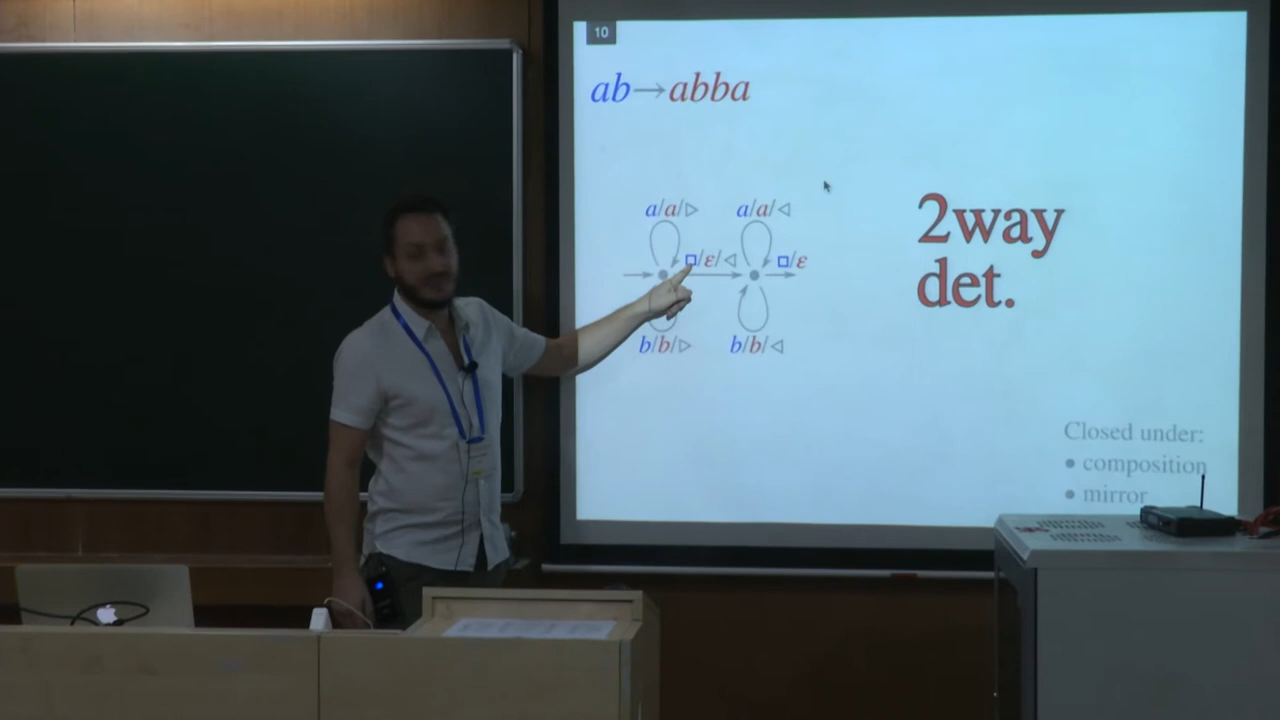 10
ab→abba
a/a/▷ a/a/◁
□/ε/◁ □/ε
b/b/▷ b/b/◁
2way
det.
Closed under:
• composition
• mirror